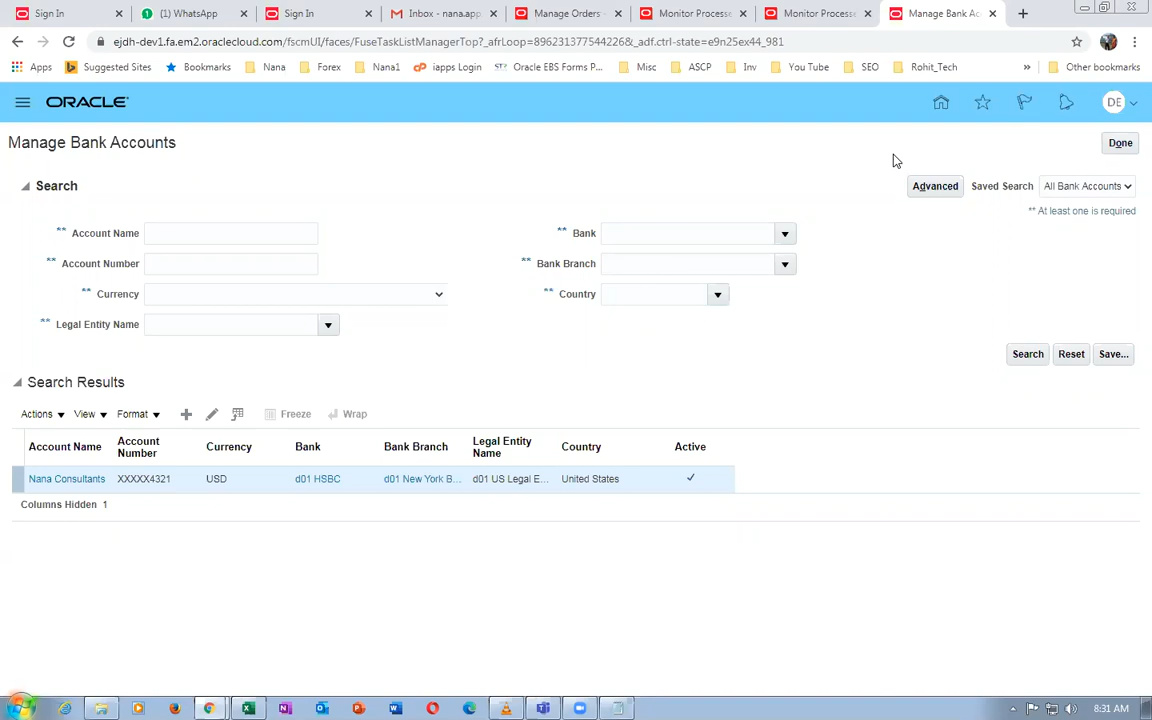 Sign In
(1) WhatsApp
Sign In
Inbox - nana.app
Manage Orders -
Monitor Processe
Monitor Processe
Manage Bank Ac
ejdh-dev1.fa.em2.oraclecloud.com/fscmUI/faces/FuseTaskListManagerTop?_afrLoop=8962313775442268&_adf.ctrl-state=e9n25ex44_981
Apps
Suggested Sites
Bookmarks
Nana
Forex
Nana1
iapps Login
Oracle EBS Forms P...
Misc
ASCP
Inv
You Tube
SEO
Rohit_Tech
»
Other bookmarks
ORACLE
DE
Manage Bank Accounts
Done
Search
Advanced
Saved Search
All Bank Accounts
** At least one is required
** Account Name
** Bank
** Account Number
** Bank Branch
** Currency
** Country
** Legal Entity Name
Search
Reset
Save...
Search Results
Actions
View
Format
Freeze
Wrap
Account Name
Account Number
Currency
Bank
Bank Branch
Legal Entity Name
Country
Active
Nana Consultants
XXXXX4321
USD
d01 HSBC
d01 New York B...
d01 US Legal E...
United States
Columns Hidden 1
8:31 AM